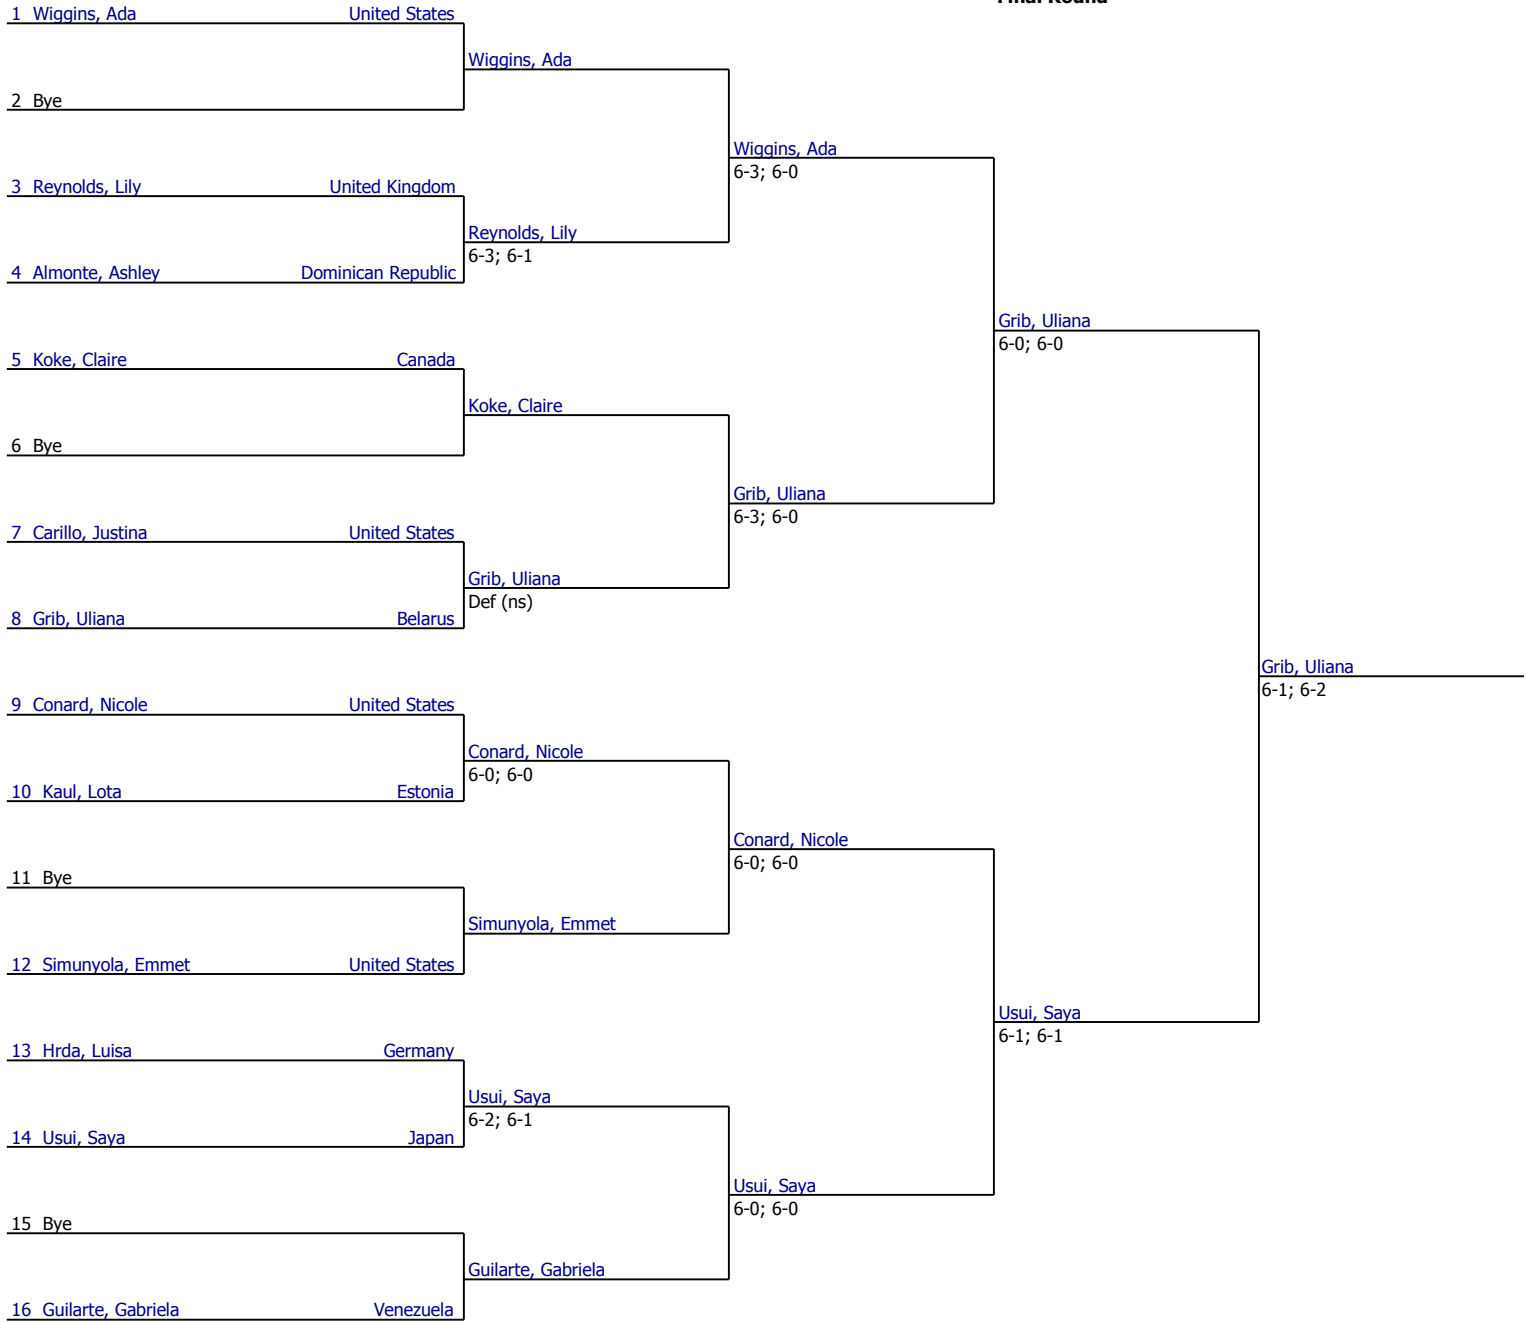 Final Round
1 Wiggins, Ada United States
Wiggins, Ada
2 Bye
Wiggins, Ada
6-3; 6-0
3 Reynolds, Lily United Kingdom
Reynolds, Lily
6-3; 6-1
4 Almonte, Ashley Dominican Republic
Grib, Uliana
6-0; 6-0
5 Koke, Claire Canada
Koke, Claire
6 Bye
Grib, Uliana
6-3; 6-0
7 Carillo, Justina United States
Grib, Uliana
Def (ns)
8 Grib, Uliana Belarus
Grib, Uliana
6-1; 6-2
9 Conard, Nicole United States
Conard, Nicole
6-0; 6-0
10 Kaul, Lota Estonia
Conard, Nicole
6-0; 6-0
11 Bye
Simunyola, Emmet
12 Simunyola, Emmet United States
Usui, Saya
6-1; 6-1
13 Hrda, Luisa Germany
Usui, Saya
6-2; 6-1
14 Usui, Saya Japan
Usui, Saya
6-0; 6-0
15 Bye
Guilarte, Gabriela
16 Guilarte, Gabriela Venezuela